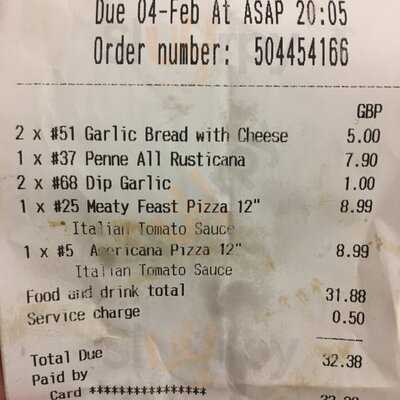 Due 04-Feb At ASAP 20:05
Order number: 504454166
GBP
2 x #51 Garlic Bread with Cheese 5.00
1 x #37 Penne All Rusticana 7.90
2 x #68 Dip Garlic 1.00
1 x #25 Meaty Feast Pizza 12" 8.99
Italian Tomato Sauce
1 x #5 Americana Pizza 12" 8.99
Italian Tomato Sauce
Food and drink total 31.88
Service charge 0.50
Total Due 32.38
Paid by
Card ****************